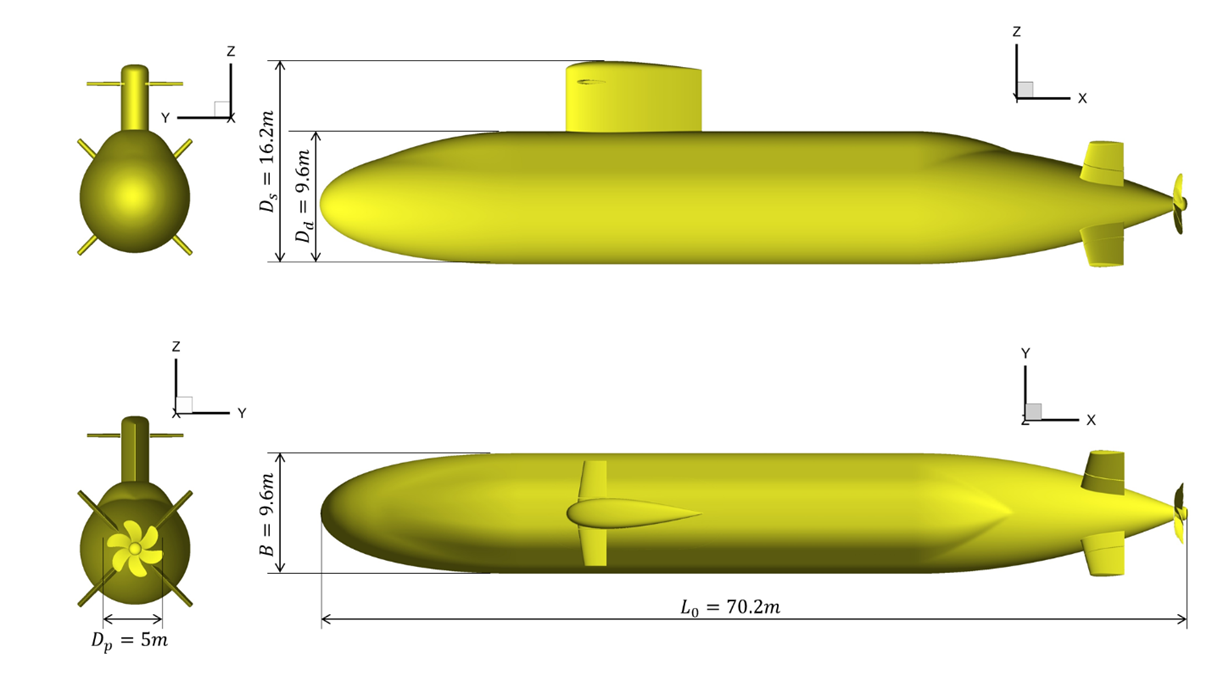 Z
Y
X
D_s = 16.2m
D_d = 9.6m
Z
Y
X
Z
X
Y
B = 9.6m
D_p = 5m
L_0 = 70.2m
Y
Z
X